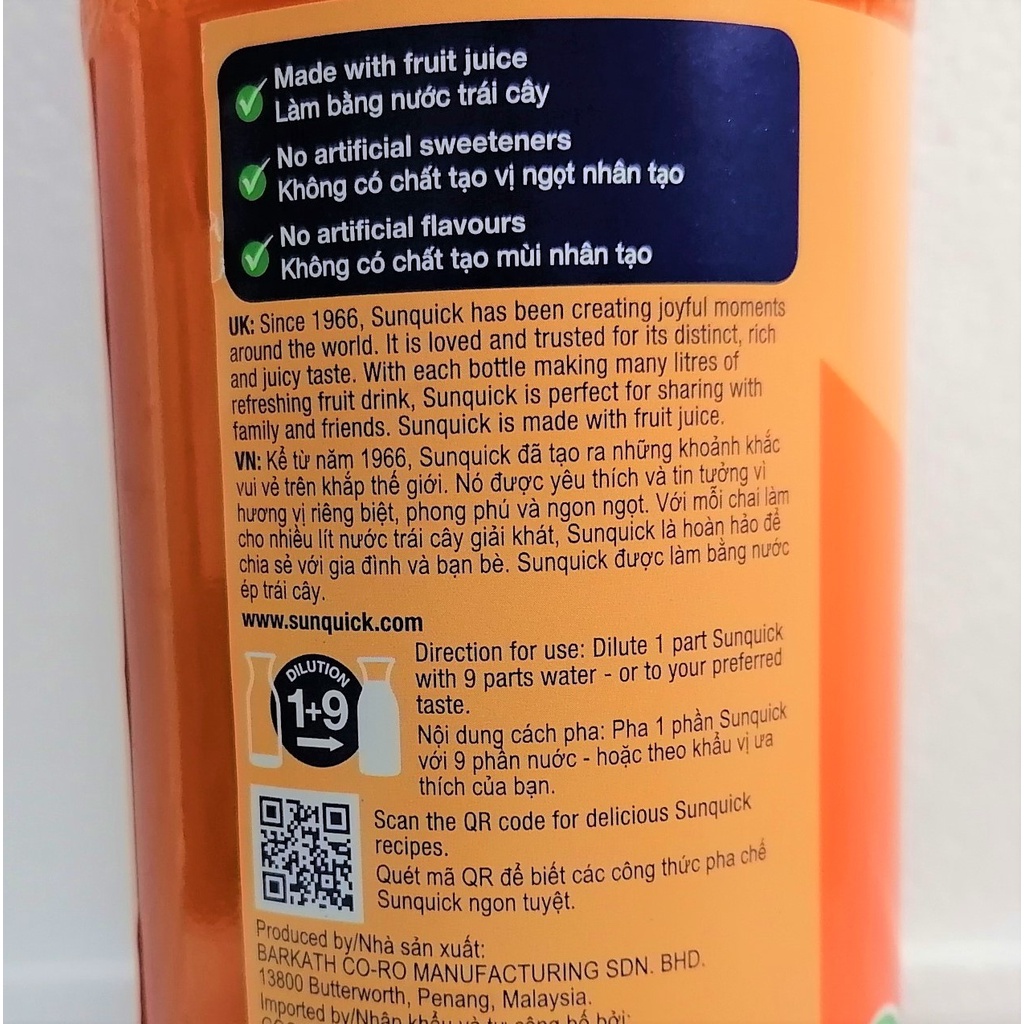 Made with fruit juice
Làm bằng nước trái cây
No artificial sweeteners
Không có chất tạo vị ngọt nhân tạo
No artificial flavours
Không có chất tạo mùi nhân tạo
UK: Since 1966, Sunquick has been creating joyful moments
around the world. It is loved and trusted for its distinct, rich
and juicy taste. With each bottle making many litres of
refreshing fruit drink, Sunquick is perfect for sharing with
family and friends. Sunquick is made with fruit juice.
VN: Kể từ năm 1966, Sunquick đã tạo ra những khoảnh khắc
vui vẻ trên khắp thế giới. Nó được yêu thích và tin tưởng vì
hương vị riêng biệt, phong phú và ngon ngọt. Với mỗi chai làm
cho nhiều lít nước trái cây giải khát, Sunquick là hoàn hảo để
chia sẻ với gia đình và bạn bè. Sunquick được làm bằng nước
ép trái cây.
www.sunquick.com
DILUTION
1+9
Direction for use: Dilute 1 part Sunquick
with 9 parts water - or to your preferred
taste.
Nội dung cách pha: Pha 1 phần Sunquick
với 9 phần nước - hoặc theo khẩu vị ưa
thích của bạn.
Scan the QR code for delicious Sunquick
recipes.
Quét mã QR để biết các công thức pha chế
Sunquick ngon tuyệt.
Produced by/Nhà sản xuất:
BARKATH CO-RO MANUFACTURING SDN. BHD.
13800 Butterworth, Penang, Malaysia.
Imported by/Nhập khẩu và tự công bố bởi: